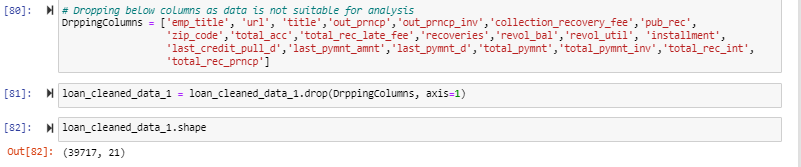 [80]: # Dropping below columns as data is not suitable for analysis
DrppingColumns = ['emp_title', 'url', 'title','out_prncp','out_prncp_inv','collection_recovery_fee','pub_rec',
'zip_code','total_acc','total_rec_late_fee','recoveries','revol_bal','revol_util', 'installment',
'last_credit_pull_d','last_pymnt_amnt','last_pymnt_d','total_pymnt','total_pymnt_inv','total_rec_int',
'total_rec_prncp']
[81]: loan_cleaned_data_1 = loan_cleaned_data_1.drop(DrppingColumns, axis=1)
[82]: loan_cleaned_data_1.shape
Out[82]: (39717, 21)